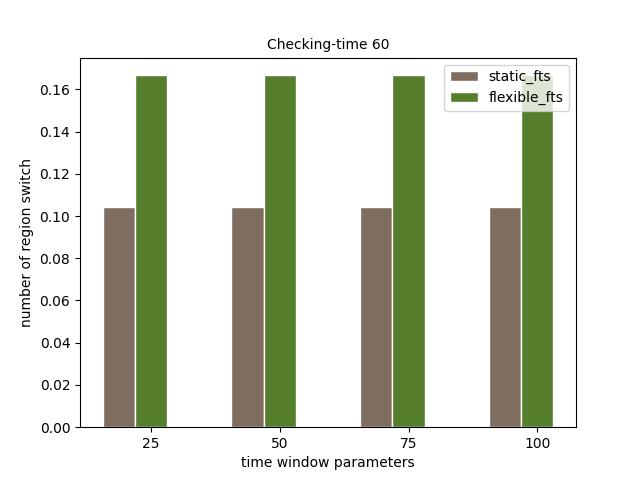 Checking-time 60
static_fts
flexible_fts
number of region switch
0.16
0.14
0.12
0.10
0.08
0.06
0.04
0.02
0.00
25 50 75 100
time window parameters